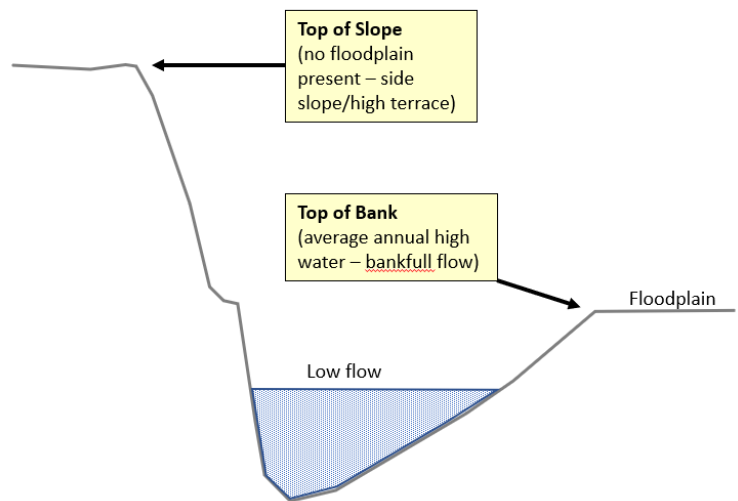 Top of Slope
(no floodplain
present – side
slope/high terrace)
Top of Bank
(average annual high
water – bankfull flow)
Floodplain
Low flow